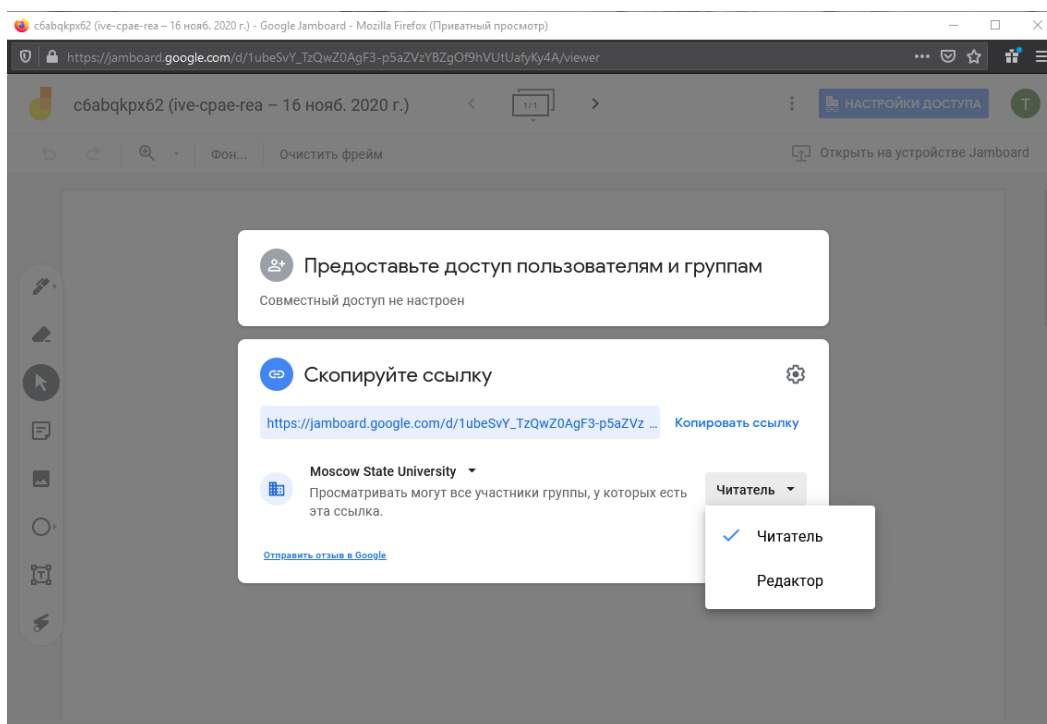 c6abqkpx62 (ive-cpae-rea – 16 нояб. 2020 г.) - Google Jamboard - Mozilla Firefox (Приватный просмотр)
https://jamboard.google.com/d/1ubeSvY_TzQwZ0AgF3-p5aZVzYBZgOf9hVUtUafyKy4A/viewer
c6abqkpx62 (ive-cpae-rea – 16 нояб. 2020 г.)
1/1
НАСТРОЙКИ ДОСТУПА
T
Фон...
Очистить фрейм
Открыть на устройстве Jamboard
Предоставьте доступ пользователям и группам
Совместный доступ не настроен
Скопируйте ссылку
https://jamboard.google.com/d/1ubeSvY_TzQwZ0AgF3-p5aZVz ...
Копировать ссылку
Moscow State University
Просматривать могут все участники группы, у которых есть
эта ссылка.
Читатель
Читатель
Редактор
Отправить отзыв в Google